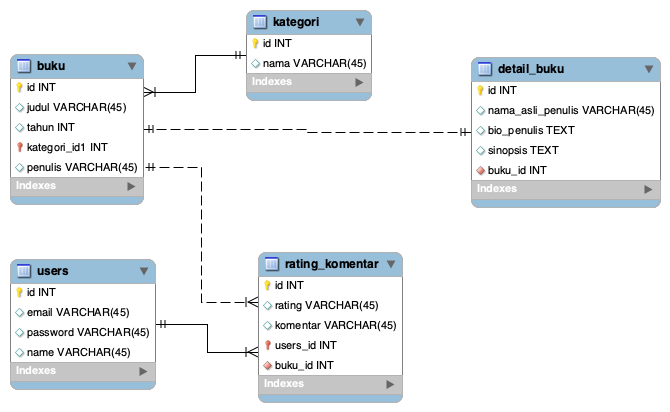 kategori
id INT
nama VARCHAR(45)
Indexes
buku
id INT
judul VARCHAR(45)
tahun INT
kategori_id1 INT
penulis VARCHAR(45)
Indexes
detail_buku
id INT
nama_asli_penulis VARCHAR(45)
bio_penulis TEXT
sinopsis TEXT
buku_id INT
Indexes
users
id INT
email VARCHAR(45)
password VARCHAR(45)
name VARCHAR(45)
Indexes
rating_komentar
id INT
rating VARCHAR(45)
komentar VARCHAR(45)
users_id INT
buku_id INT
Indexes